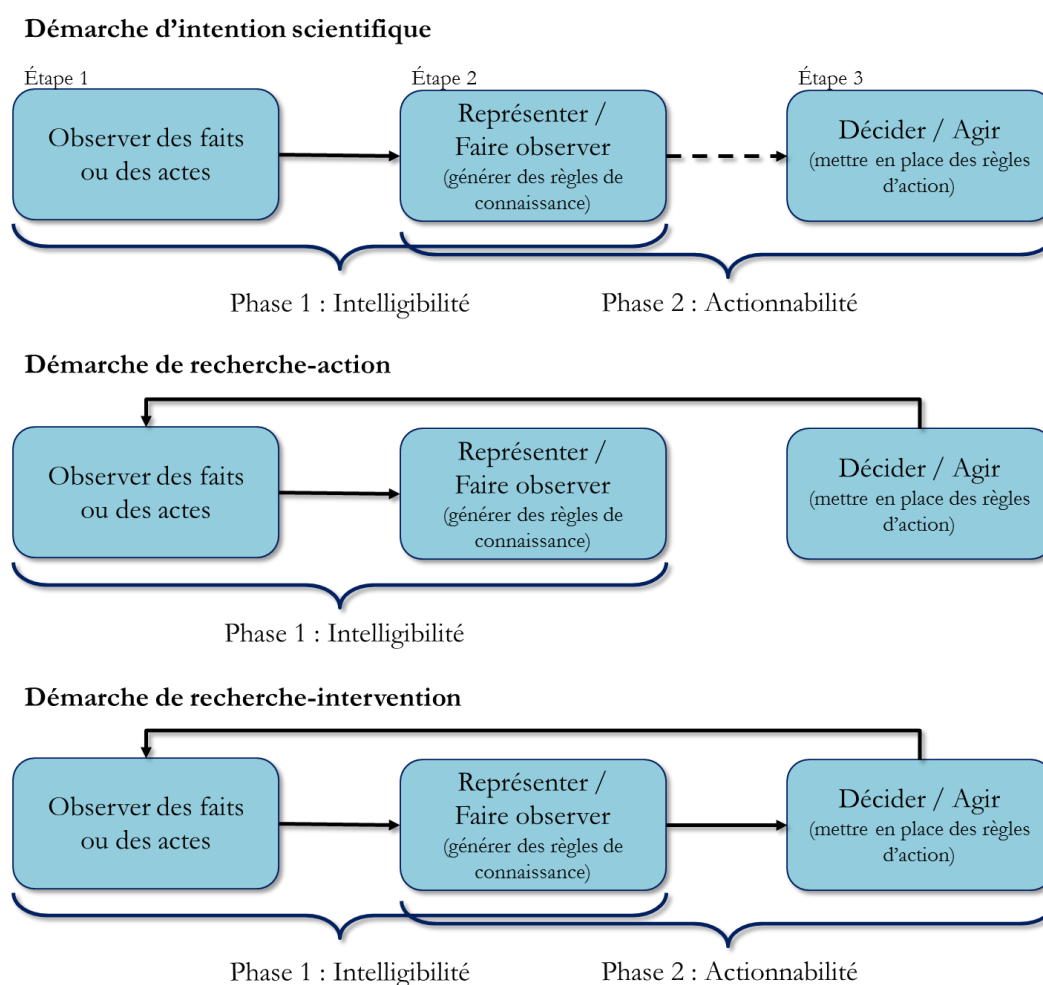 Démarche d'intention scientifique
Étape 1
Étape 2
Étape 3
Observer des faits
ou des actes
Représenter /
Faire observer
(générer des règles de
connaissance)
Décider / Agir
(mettre en place des règles
d'action)
Phase 1 : Intelligibilité
Phase 2 : Actionnabilité
Démarche de recherche-action
Observer des faits
ou des actes
Représenter /
Faire observer
(générer des règles de
connaissance)
Décider / Agir
(mettre en place des règles
d'action)
Phase 1 : Intelligibilité
Démarche de recherche-intervention
Observer des faits
ou des actes
Représenter /
Faire observer
(générer des règles de
connaissance)
Décider / Agir
(mettre en place des règles
d'action)
Phase 1 : Intelligibilité
Phase 2 : Actionnabilité